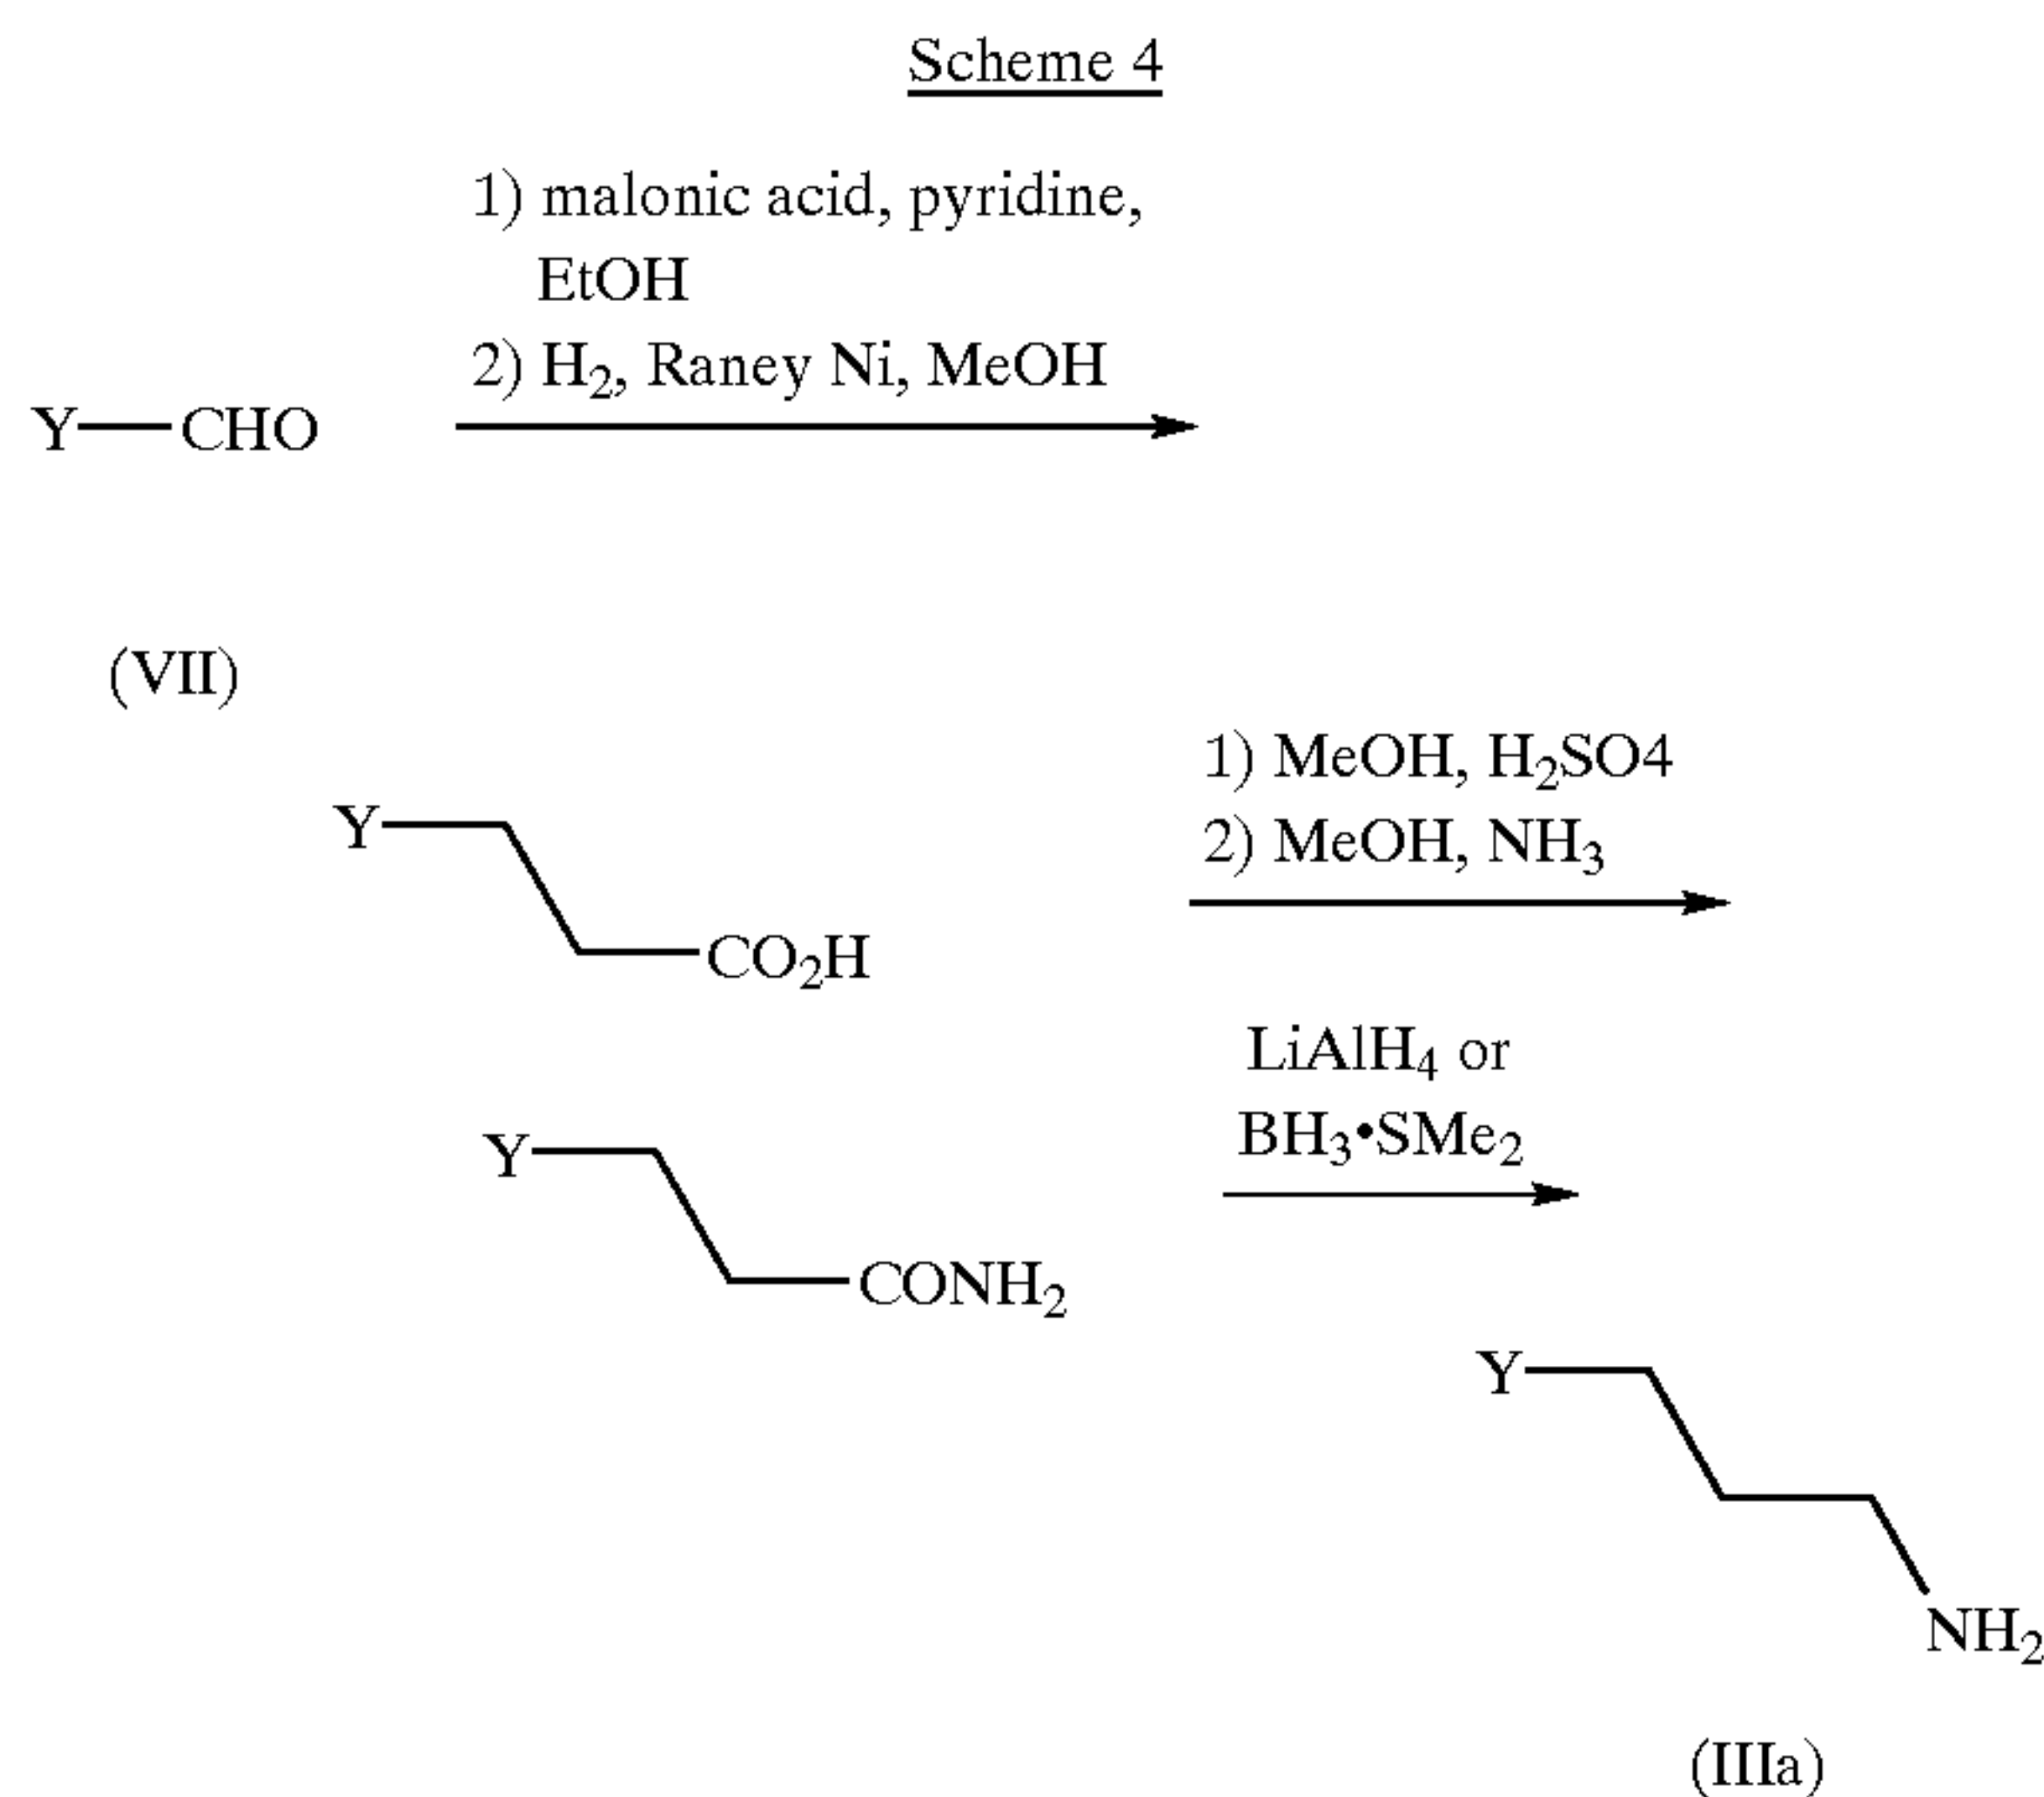 Scheme 4
1) malonic acid, pyridine,
EtOH
2) H2, Raney Ni, MeOH
Y—CHO
(VII)
1) MeOH, H2SO4
2) MeOH, NH3
Y
CO2H
LiAlH4 or
BH3•SMe2
Y
CONH2
Y
NH2
(IIIa)